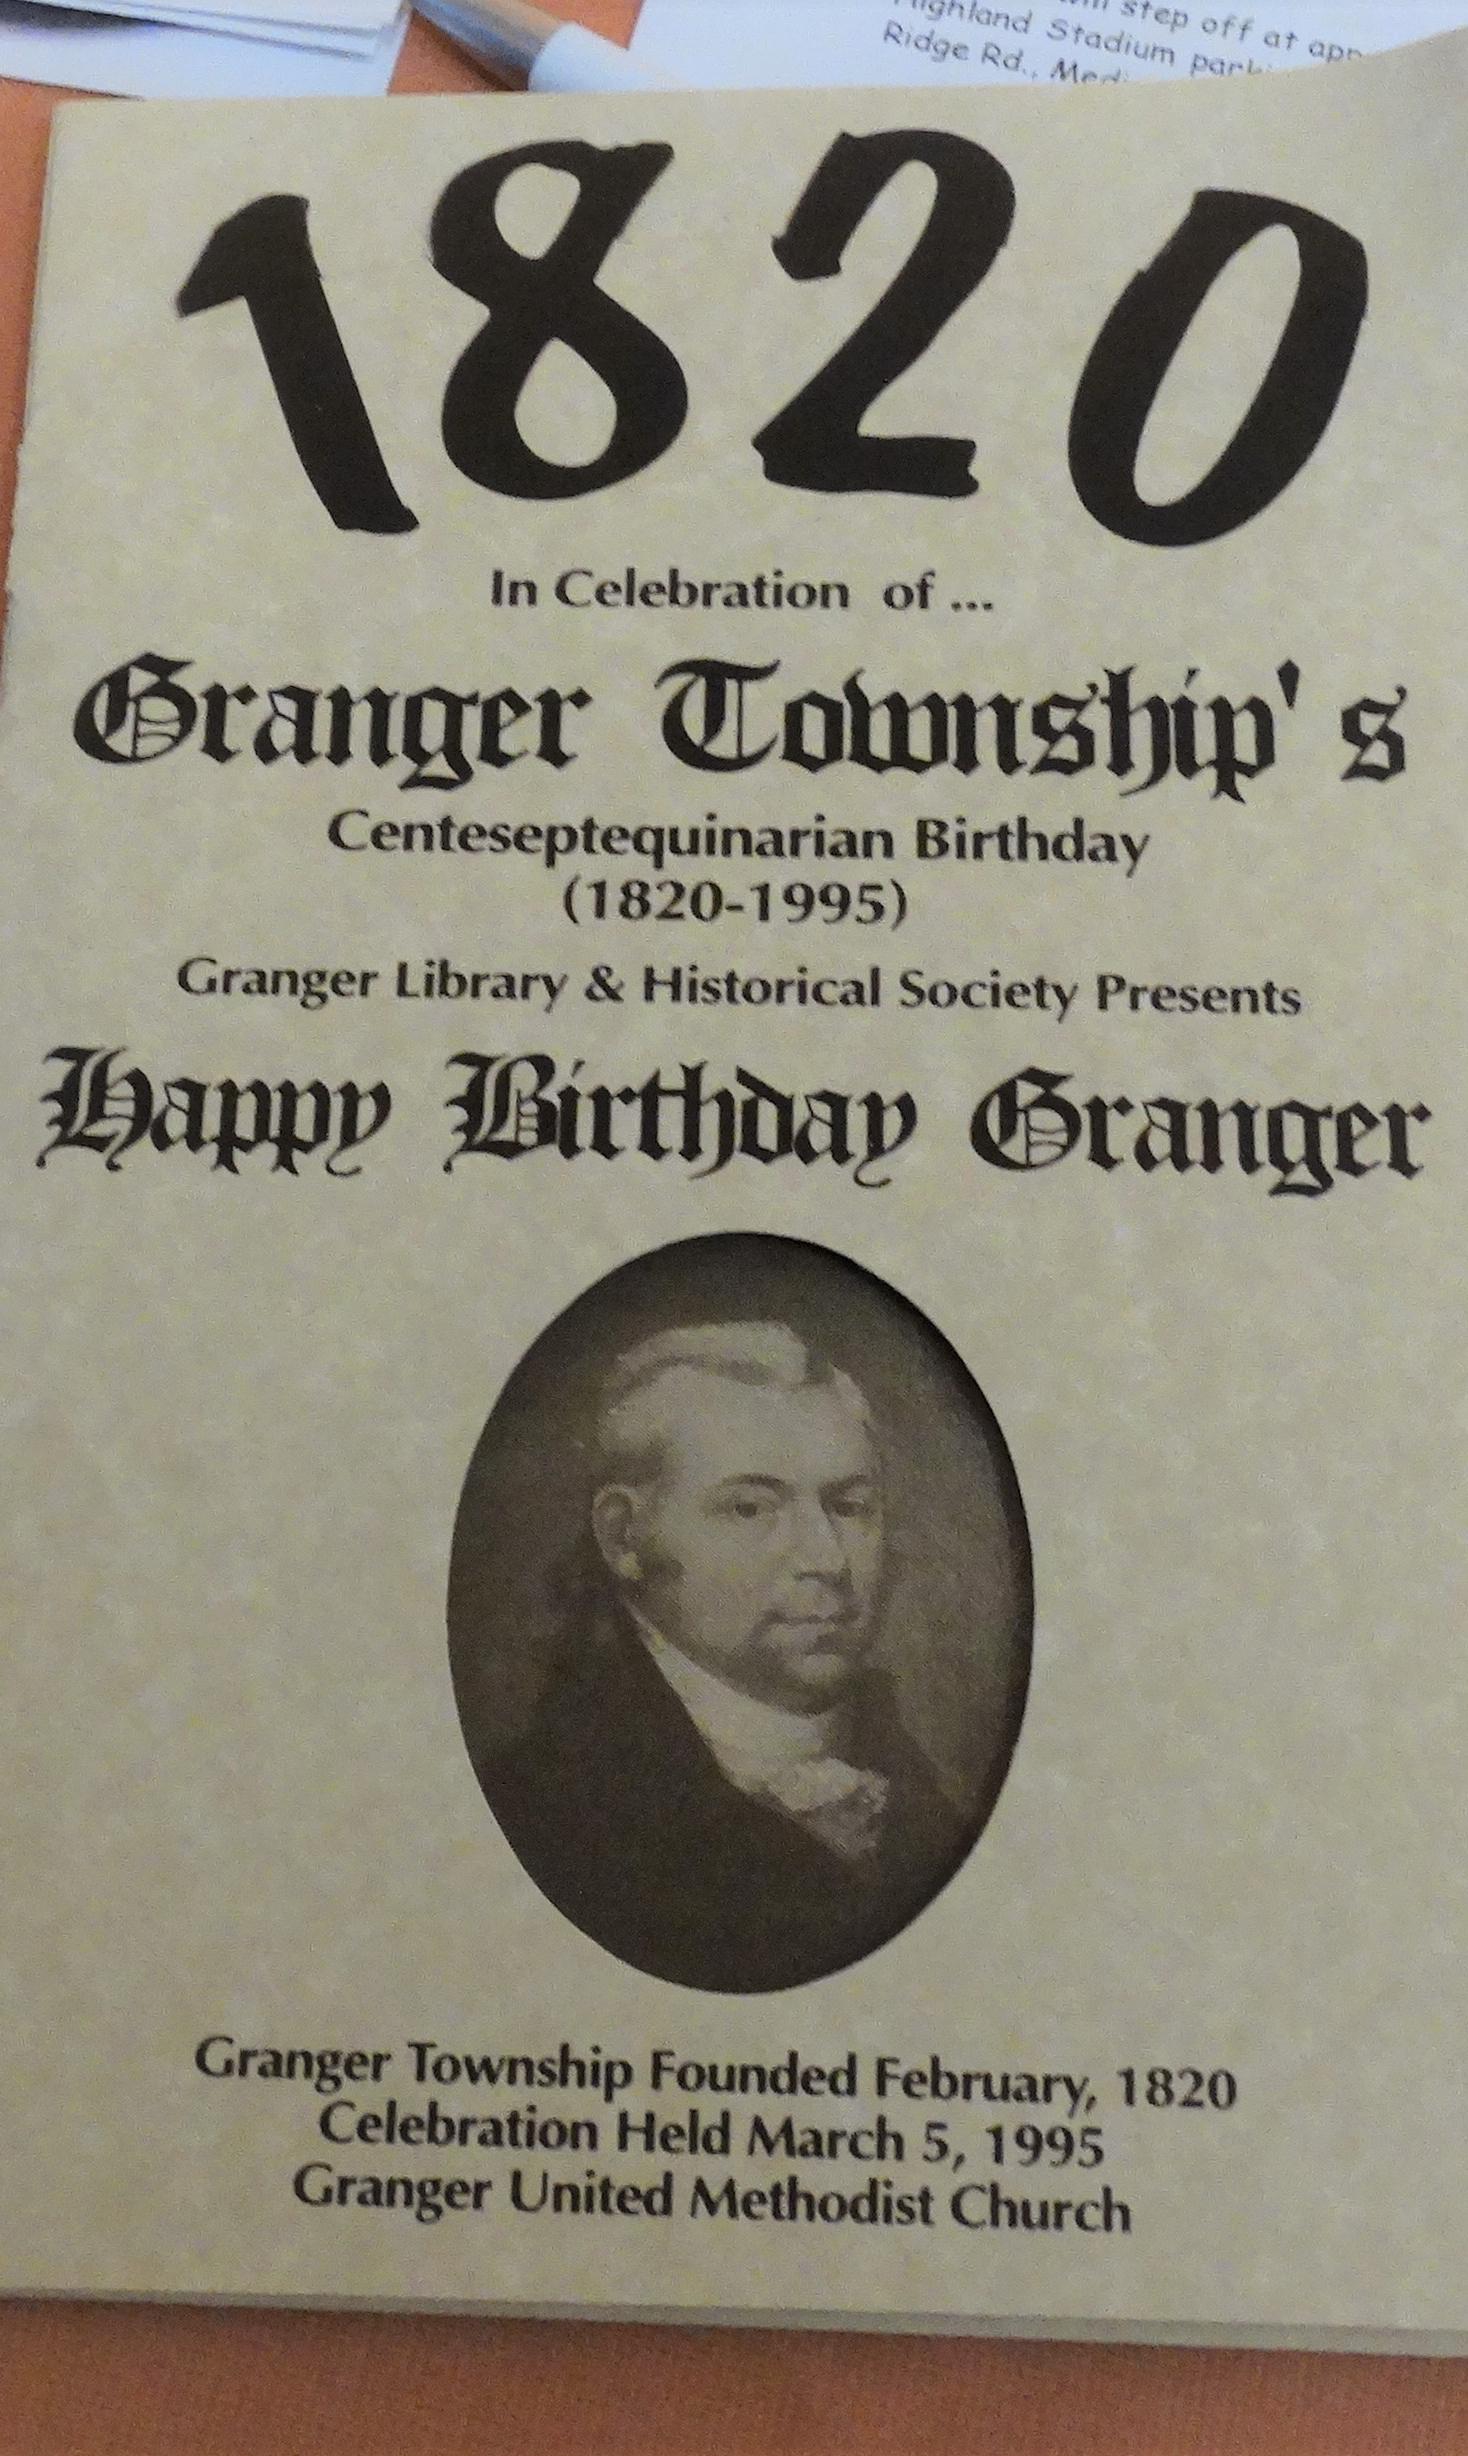 step off at
Highland Stadium
Ridge Rd.,
1820
In Celebration of ...
Granger Township's
Centeseptequinarian Birthday
(1820-1995)
Granger Library & Historical Society Presents
Happy Birthday Granger
Granger Township Founded February, 1820
Celebration Held March 5, 1995
Granger United Methodist Church